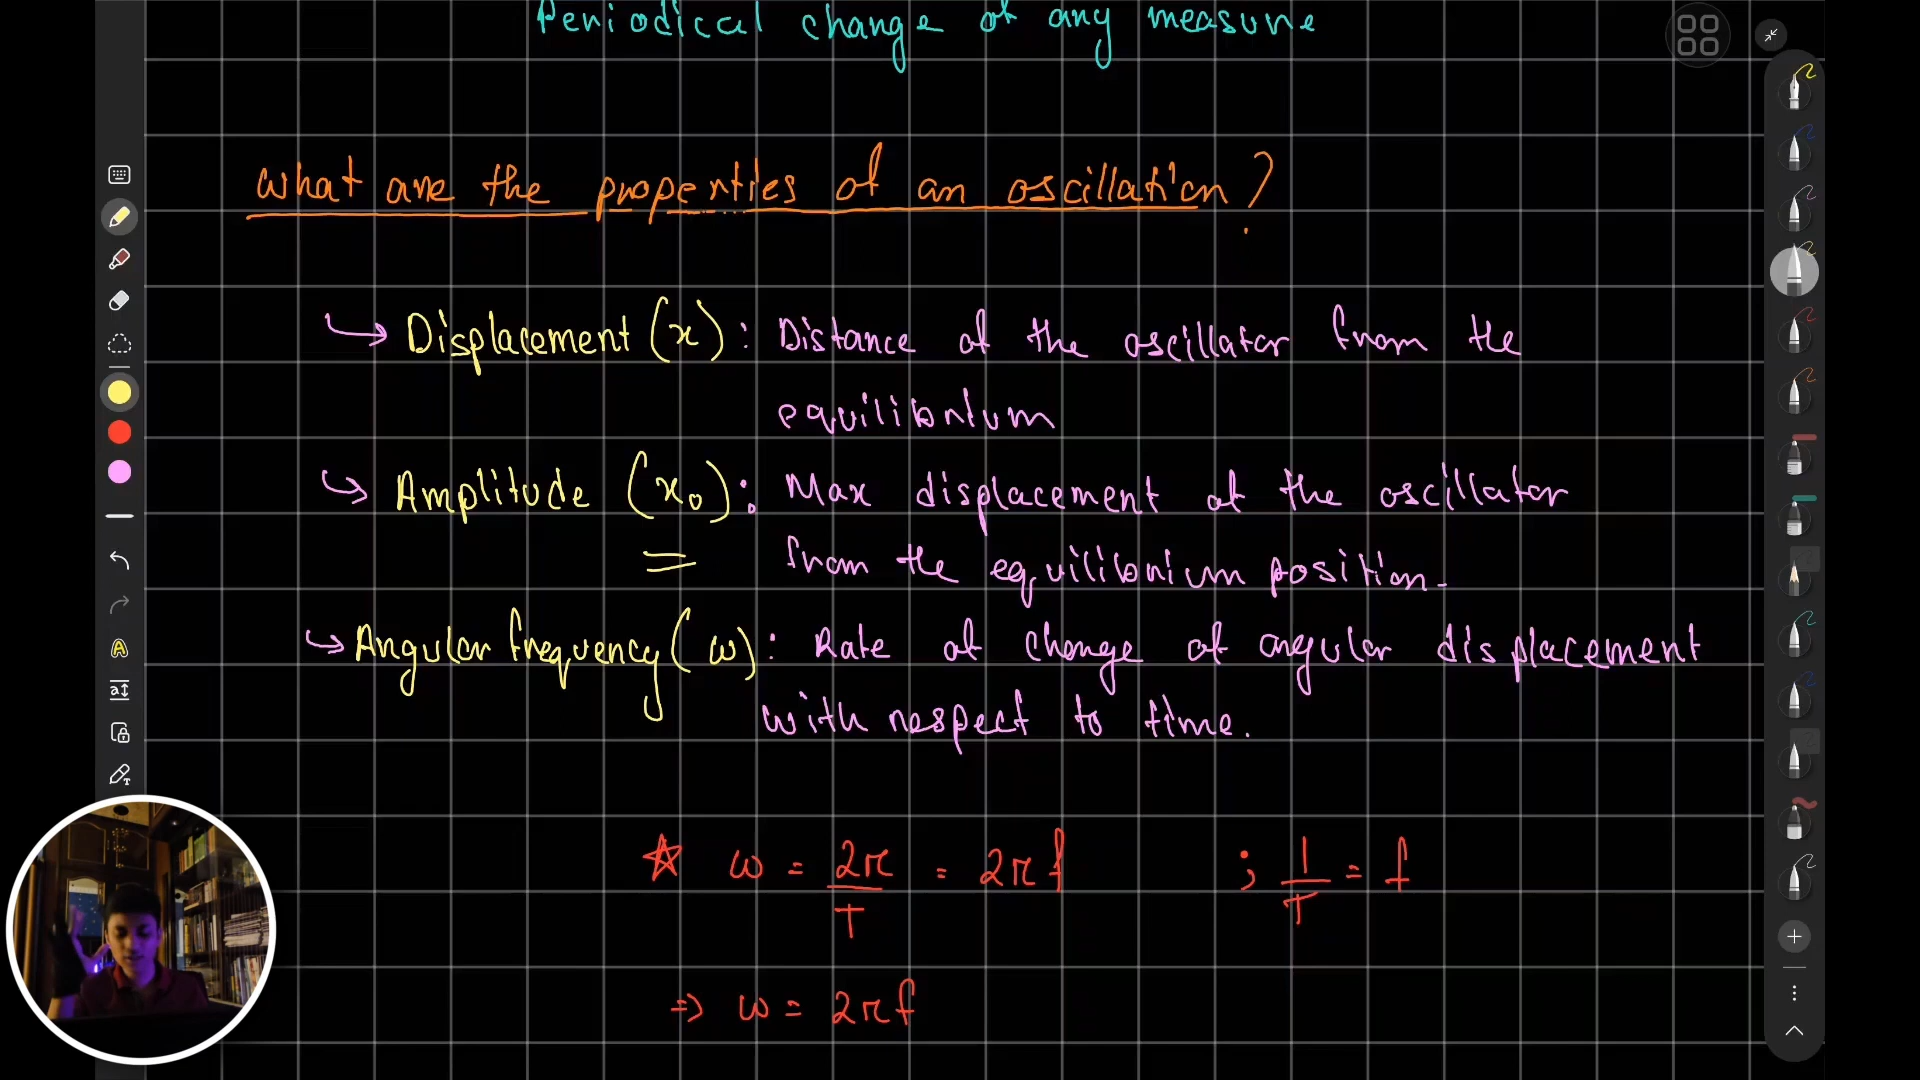 Periodical change of any measure
What are the properties of an oscillation?
↳ Displacement (x): Distance of the oscillator from the
equilibrium
↳ Amplitude (x₀): Max displacement of the oscillator
from the equilibrium position.
↳ Angular frequency (ω): Rate of change of angular displacement
with respect to time.
☆ ω = 2π/T = 2πf ; 1/T = f
⇒ ω = 2πf